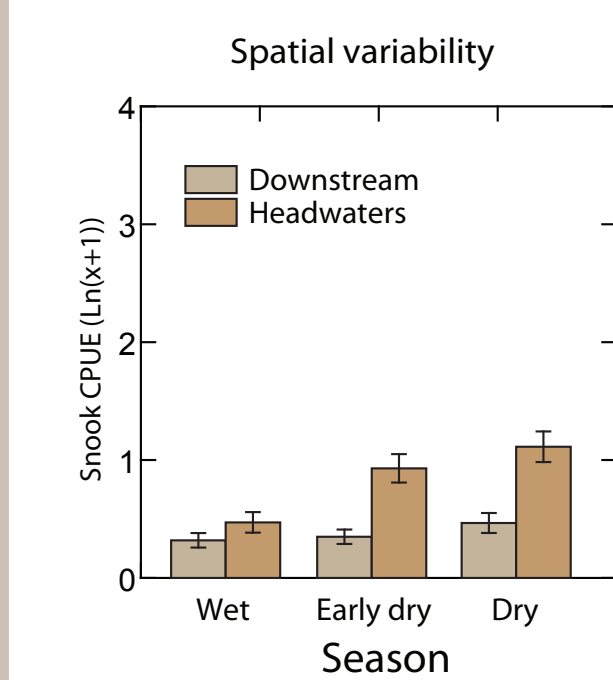 Spatial variability
4
3
2
1
0
Snook CPUE (Ln(x+1))
Downstream
Headwaters
Wet Early dry Dry
Season